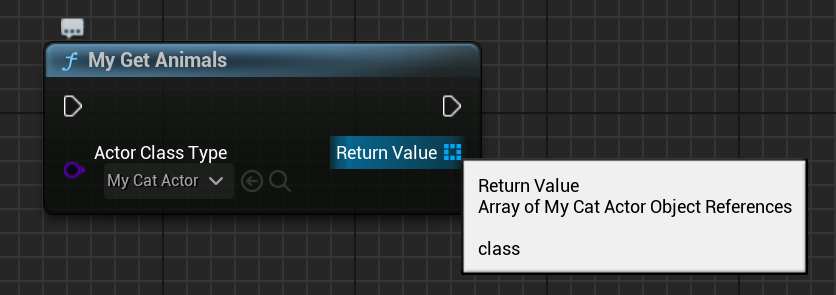 f My Get Animals
Actor Class Type
Return Value
My Cat Actor
Return Value
Array of My Cat Actor Object References
class